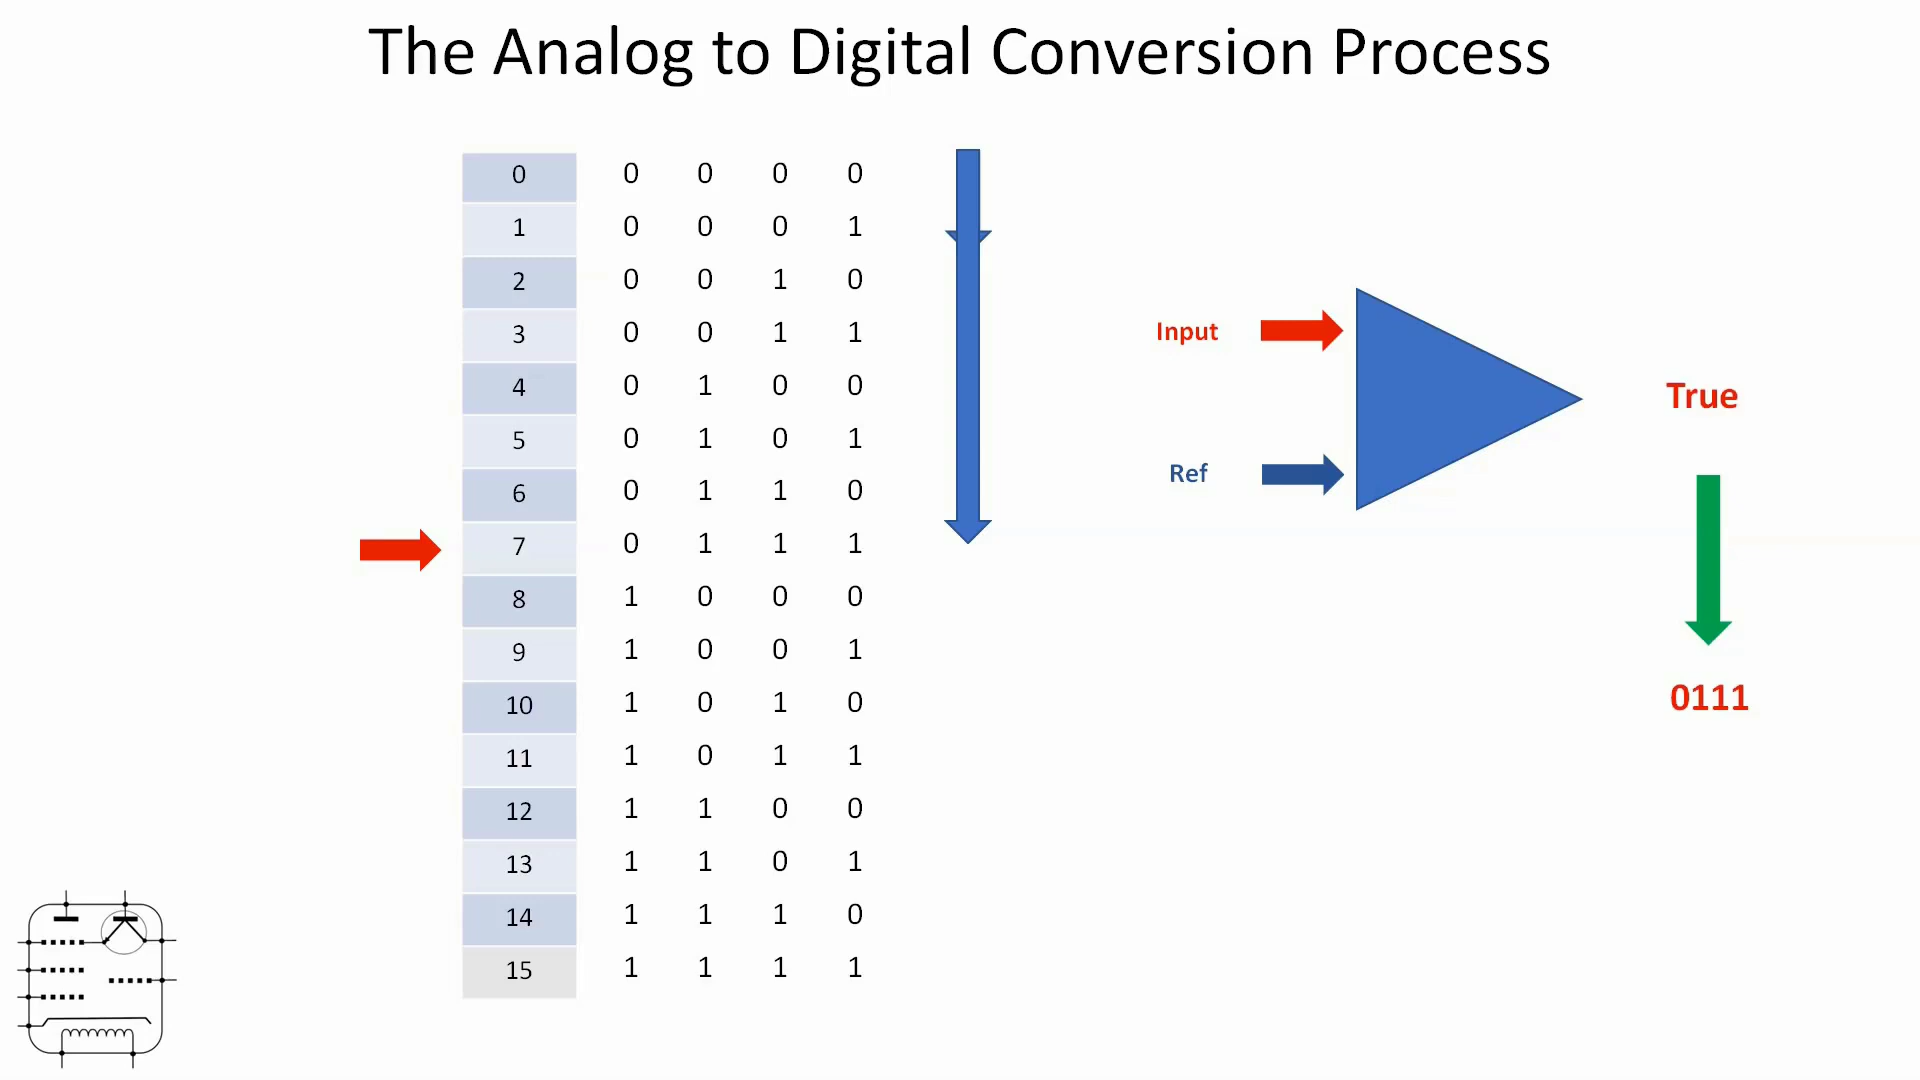 The Analog to Digital Conversion Process
0 0 0 0 0
1 0 0 0 1
2 0 0 1 0
3 0 0 1 1
4 0 1 0 0
5 0 1 0 1
6 0 1 1 0
7 0 1 1 1
8 1 0 0 0
9 1 0 0 1
10 1 0 1 0
11 1 0 1 1
12 1 1 0 0
13 1 1 0 1
14 1 1 1 0
15 1 1 1 1
Input
Ref
True
0111